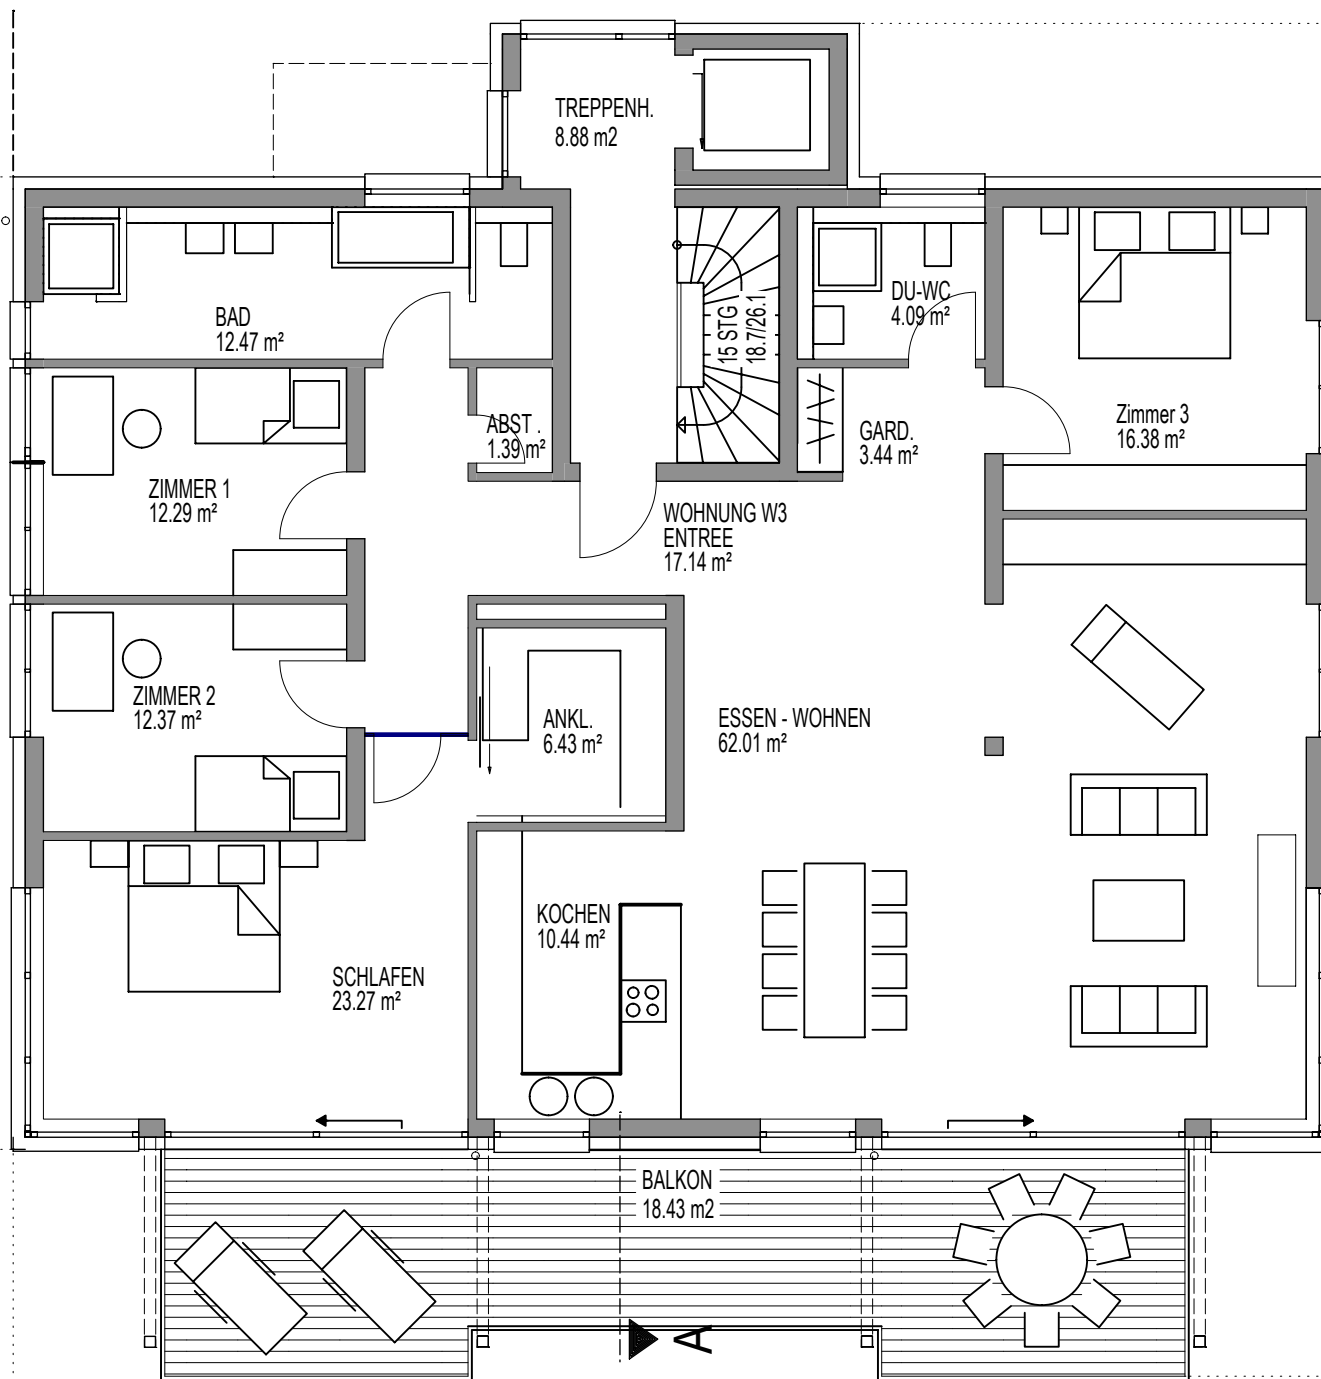 TREPPENH.
8.88 m2
BAD
12.47 m²
15 STG
18.7/26.1
DU-WC
4.09 m²
Zimmer 3
16.38 m²
ABST .
1.39 m²
GARD.
3.44 m²
ZIMMER 1
12.29 m²
WOHNUNG W3
ENTREE
17.14 m²
ZIMMER 2
12.37 m²
ANKL.
6.43 m²
ESSEN - WOHNEN
62.01 m²
KOCHEN
10.44 m²
SCHLAFEN
23.27 m²
BALKON
18.43 m2
A